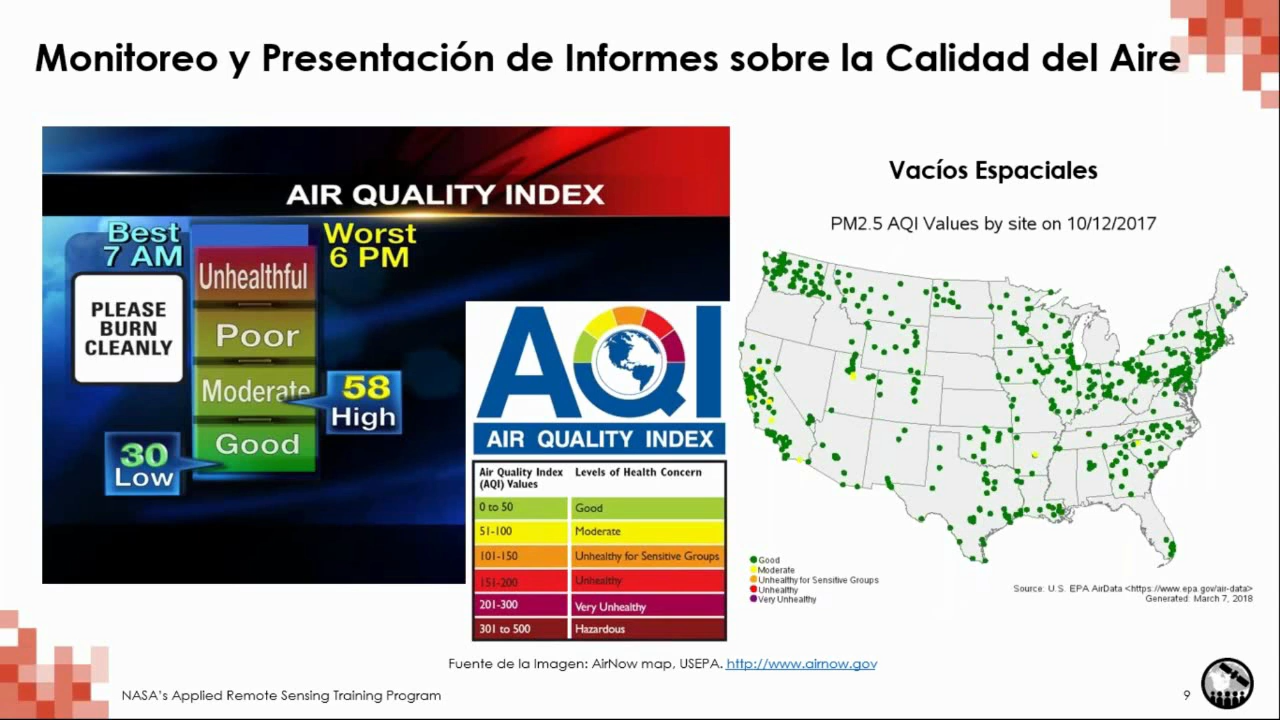 Monitoreo y Presentación de Informes sobre la Calidad del Aire
AIR QUALITY INDEX
Best
7 AM
Worst
6 PM
PLEASE
BURN
CLEANLY
Unhealthful
Poor
Moderate
Good
58
High
30
Low
AQI
AIR QUALITY INDEX
Air Quality Index
(AQI) Values
Levels of Health Concern
0 to 50 Good
51-100 Moderate
101-150 Unhealthy for Sensitive Groups
151-200 Unhealthy
201-300 Very Unhealthy
301 to 500 Hazardous
Vacíos Espaciales
PM2.5 AQI Values by site on 10/12/2017
Good
Moderate
Unhealthy for Sensitive Groups
Unhealthy
Very Unhealthy
Source: U.S. EPA AirData <https://www.epa.gov/air-data>
Generated: March 7, 2018
Fuente de la Imagen: AirNow map, USEPA. http://www.airnow.gov
NASA's Applied Remote Sensing Training Program
9